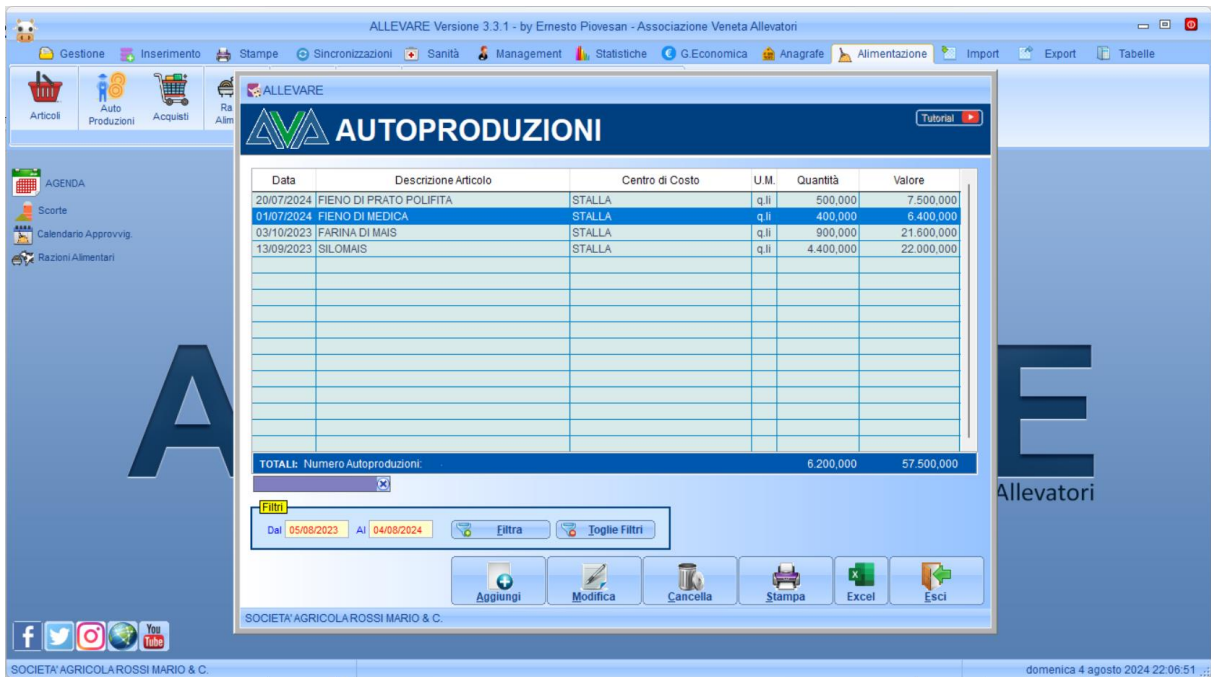 ALLEVARE Versione 3.3.1 - by Ernesto Piovesan - Associazione Veneta Allevatori
Gestione Inserimento Stampe Sincronizzazioni Sanità Management Statistiche G.Economica Anagrafe Alimentazione Import Export Tabelle
Articoli
Auto Produzioni
Acquisti
Ra
Alim
AGENDA
Scorte
Calendario Approvvig.
Razioni Alimentari
ALLEVARE
AVA AUTOPRODUZIONI Tutorial
Data Descrizione Articolo Centro di Costo U.M. Quantità Valore
20/07/2024 FIENO DI PRATO POLIFITA STALLA q.li 500,000 7.500,000
01/07/2024 FIENO DI MEDICA STALLA q.li 400,000 6.400,000
03/10/2023 FARINA DI MAIS STALLA q.li 900,000 21.600,000
13/09/2023 SILOMAIS STALLA q.li 4.400,000 22.000,000
TOTALI: Numero Autoproduzioni: 6.200,000 57.500,000
Filtri
Dal 05/08/2023 Al 04/08/2024 Filtra Toglie Filtri
Aggiungi Modifica Cancella Stampa Excel Esci
SOCIETA' AGRICOLA ROSSI MARIO & C.
A E
Allevatori
You Tube
SOCIETA' AGRICOLA ROSSI MARIO & C. domenica 4 agosto 2024 22:06:51